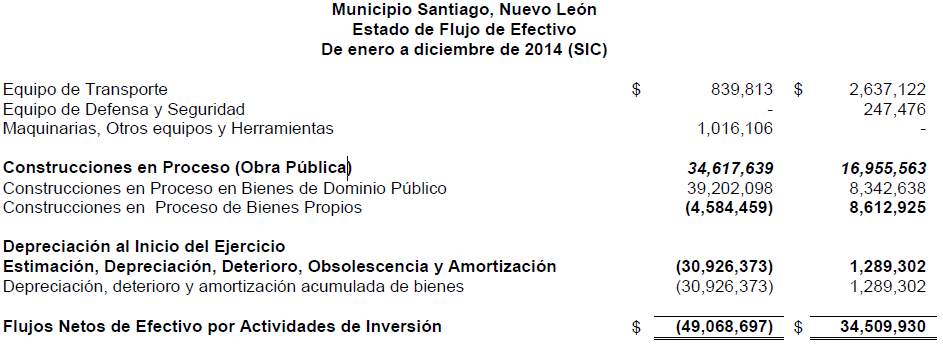 Municipio Santiago, Nuevo León
Estado de Flujo de Efectivo
De enero a diciembre de 2014 (SIC)
Equipo de Transporte $ 839,813 $ 2,637,122
Equipo de Defensa y Seguridad - 247,476
Maquinarias, Otros equipos y Herramientas 1,016,106 -
Construcciones en Proceso (Obra Pública) 34,617,639 16,955,563
Construcciones en Proceso en Bienes de Dominio Público 39,202,098 8,342,638
Construcciones en Proceso de Bienes Propios (4,584,459) 8,612,925
Depreciación al Inicio del Ejercicio
Estimación, Depreciación, Deterioro, Obsolescencia y Amortización (30,926,373) 1,289,302
Depreciación, deterioro y amortización acumulada de bienes (30,926,373) 1,289,302
Flujos Netos de Efectivo por Actividades de Inversión $ (49,068,697) $ 34,509,930